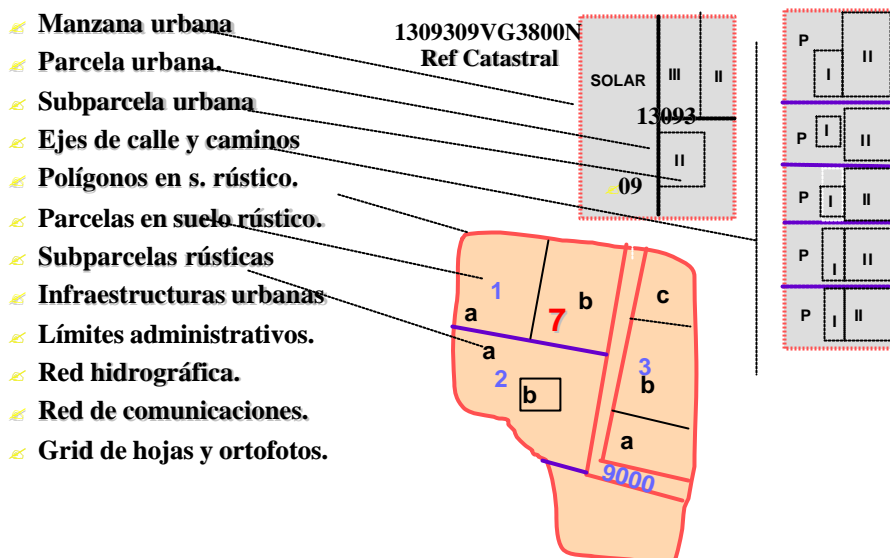 Manzana urbana
Parcela urbana.
Subparcela urbana
Ejes de calle y caminos
Polígonos en s. rústico.
Parcelas en suelo rústico.
Subparcelas rústicas
Infraestructuras urbanas
Límites administrativos.
Red hidrográfica.
Red de comunicaciones.
Grid de hojas y ortofotos.
1309309VG3800N
Ref Catastral
SOLAR
III
II
13093
II
09
P
I
II
P
I
II
P
I
II
P
I
II
P
I
II
1
a
b
7
c
a
2
b
3
b
a
9000